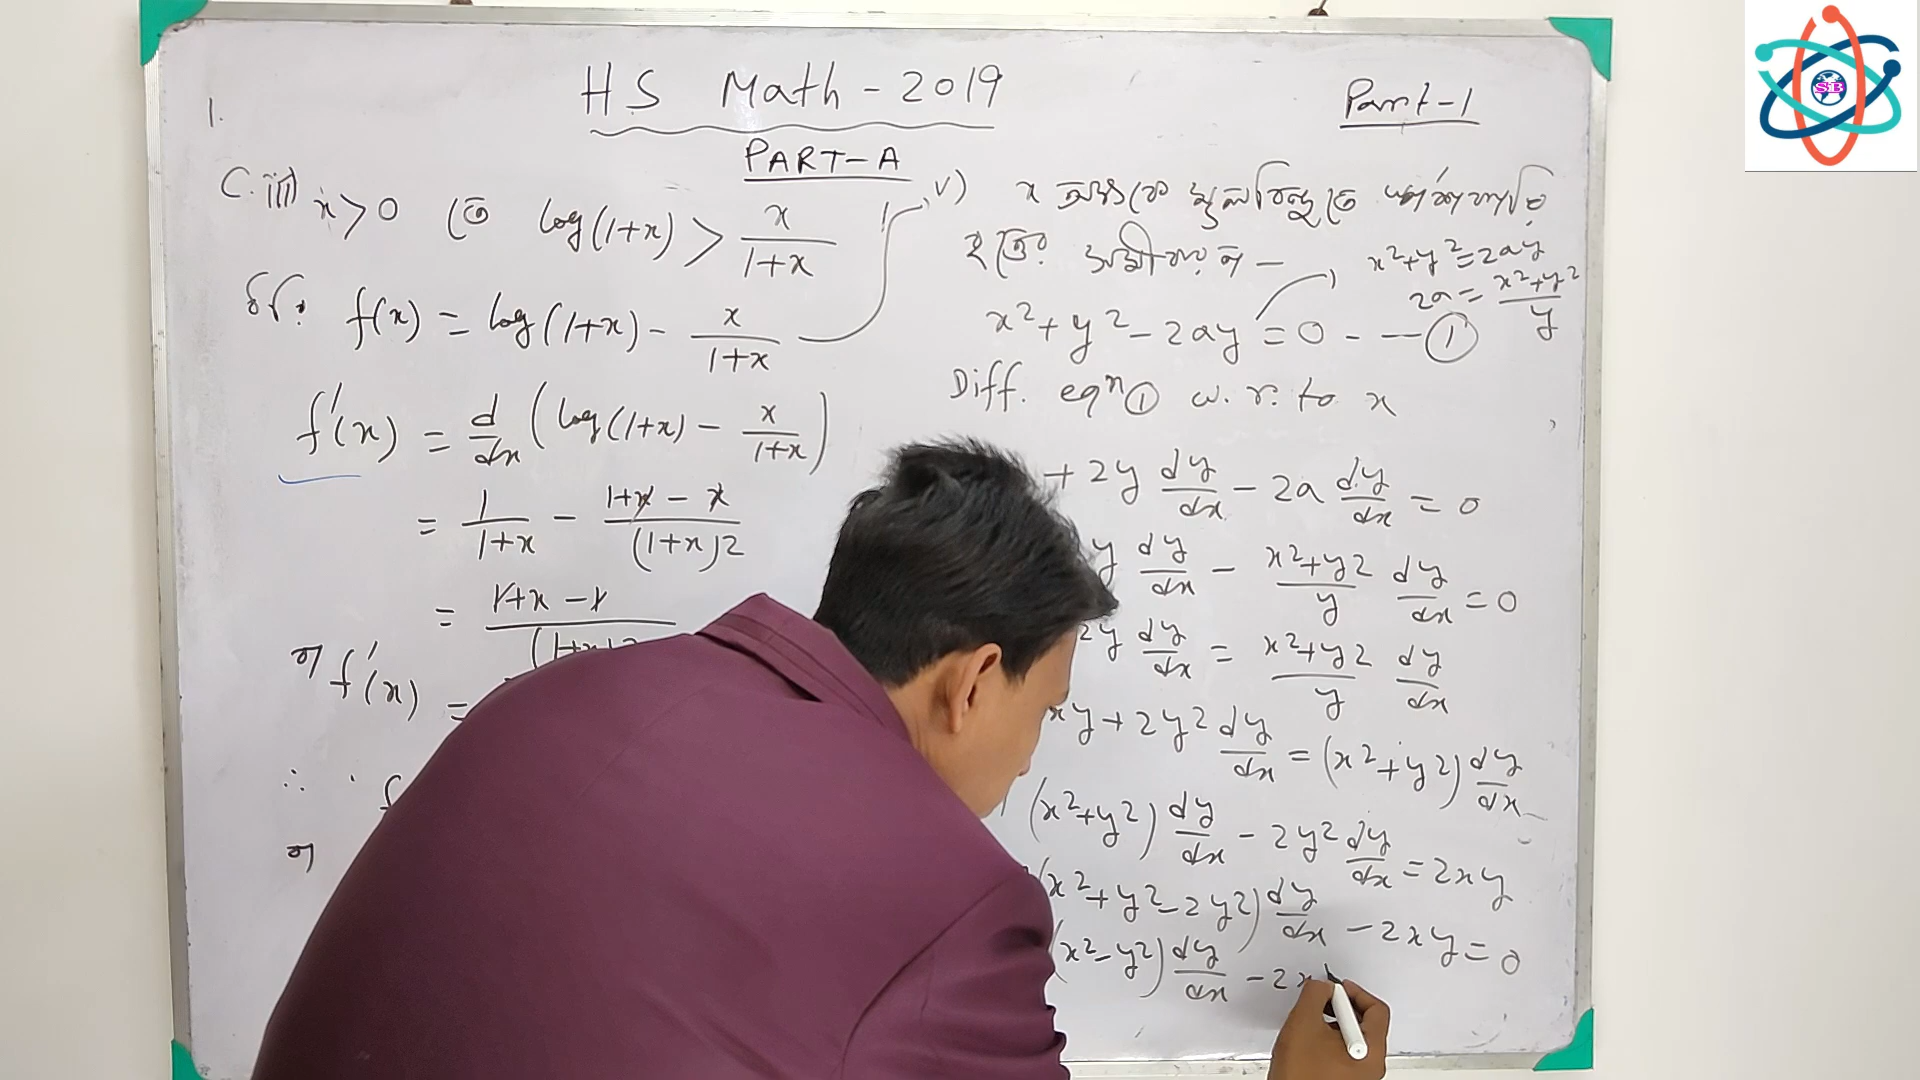 HS Math - 2019
Part-1
1.
PART-A
C. iii) x>0 তে log(1+x) > x/(1+x)
ধরি f(x) = log(1+x) - x/(1+x)
f'(x) = d/dx (log(1+x) - x/(1+x))
= 1/(1+x) - (1+x - x)/(1+x)2
= (1+x -1)/(1+x)2
বা f'(x) =
∴ f
বা
v) x অক্ষকে মূলবিন্দুতে স্পর্শকারী
বৃত্তের সমীকরণ —
x²+y²=2ay
2a = (x²+y²)/y
x²+y²-2ay = 0 --- ①
Diff. eqⁿ ① w.r. to x
+ 2y dy/dx - 2a dy/dx = 0
y dy/dx - (x²+y²)/y dy/dx = 0
2y dy/dx = (x²+y²)/y dy/dx
xy + 2y² dy/dx = (x²+y²) dy/dx
(x²+y²) dy/dx - 2y² dy/dx = 2xy
(x²+y²-2y²) dy/dx - 2xy = 0
(x²-y²) dy/dx - 2x
SB